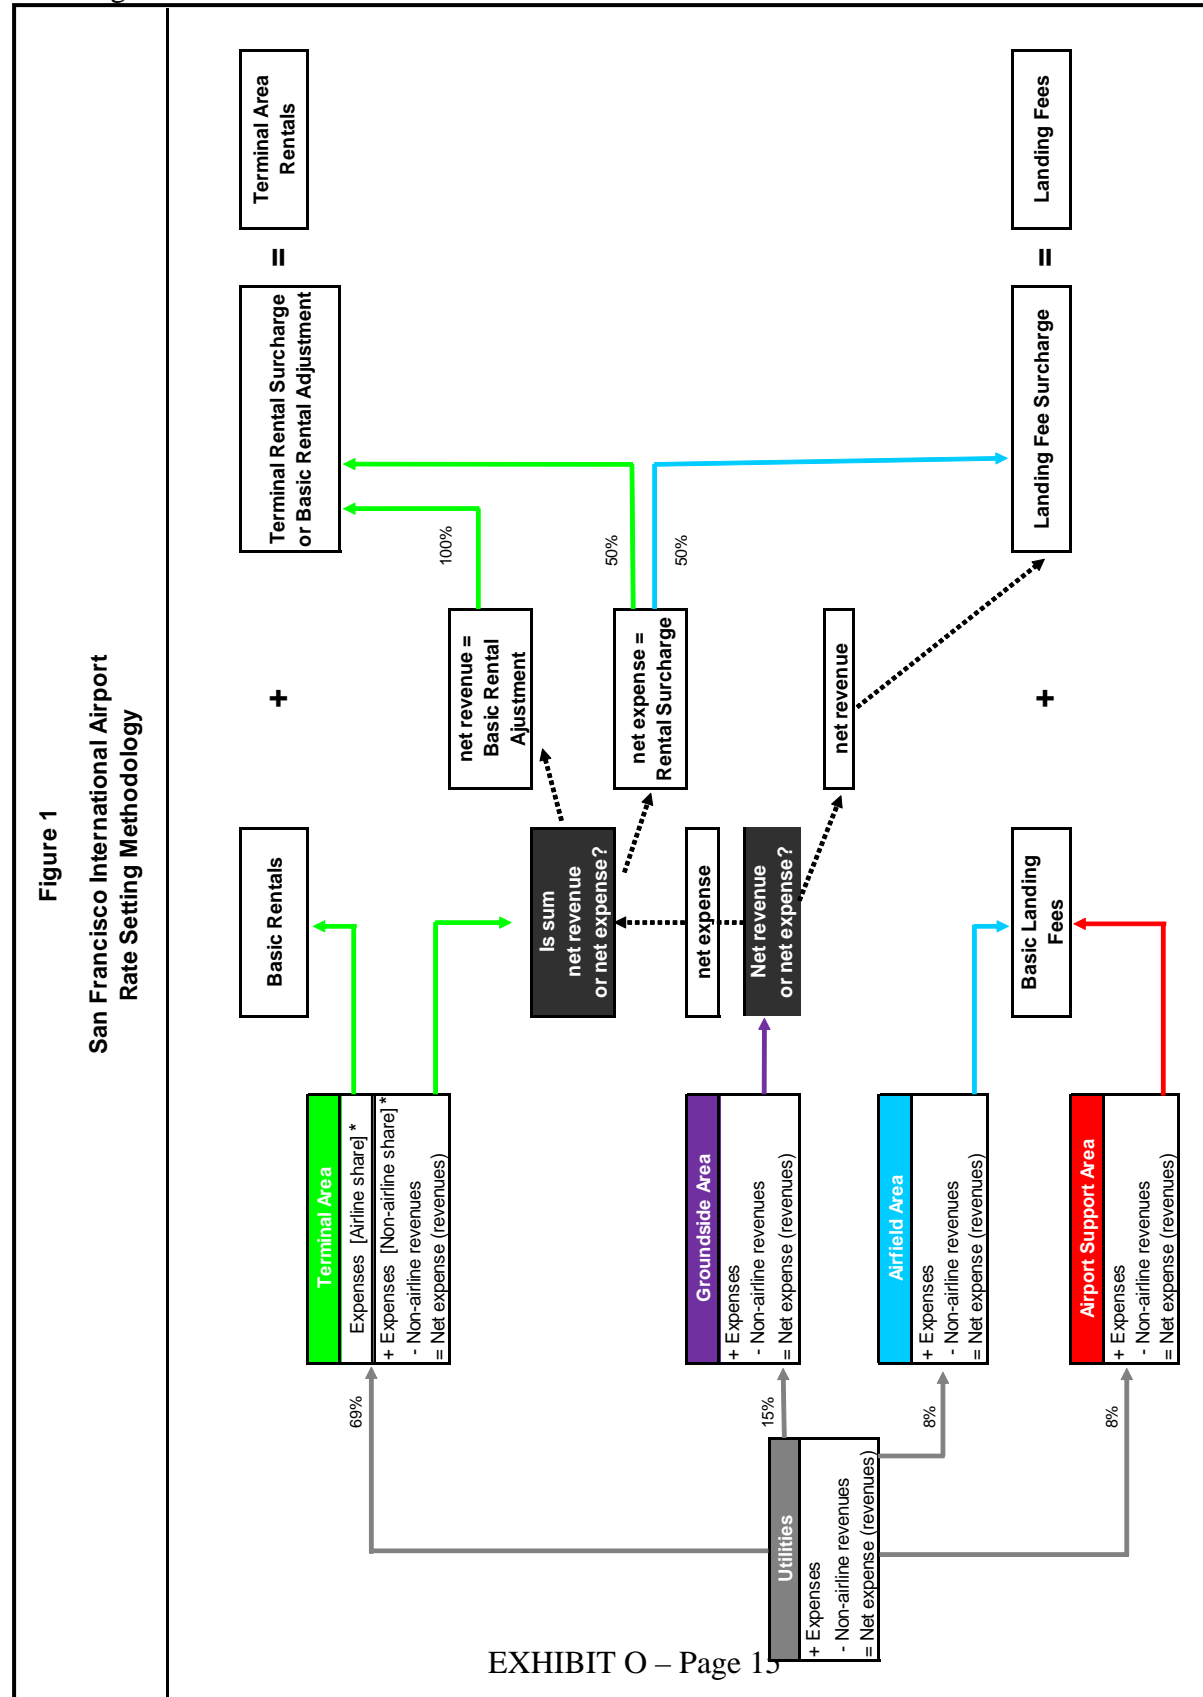 Figure 1
San Francisco International Airport
Rate Setting Methodology
Basic Rentals
+
Terminal Rental Surcharge
or Basic Rental Adjustment
=
Terminal Area
Rentals
Terminal Area
Expenses [Airline share] *
+ Expenses [Non-airline share] *
- Non-airline revenues
= Net expense (revenues)
69%
Is sum
net revenue
or net expense?
net revenue =
Basic Rental
Ajustment
100%
net expense =
Rental Surcharge
50%
50%
net expense
Groundside Area
+ Expenses
- Non-airline revenues
= Net expense (revenues)
15%
Net revenue
or net expense?
net revenue
Utilities
+ Expenses
- Non-airline revenues
= Net expense (revenues)
Airfield Area
+ Expenses
- Non-airline revenues
= Net expense (revenues)
8%
Basic Landing
Fees
+
Landing Fee Surcharge
=
Landing Fees
Airport Support Area
+ Expenses
- Non-airline revenues
= Net expense (revenues)
8%
EXHIBIT O – Page 15